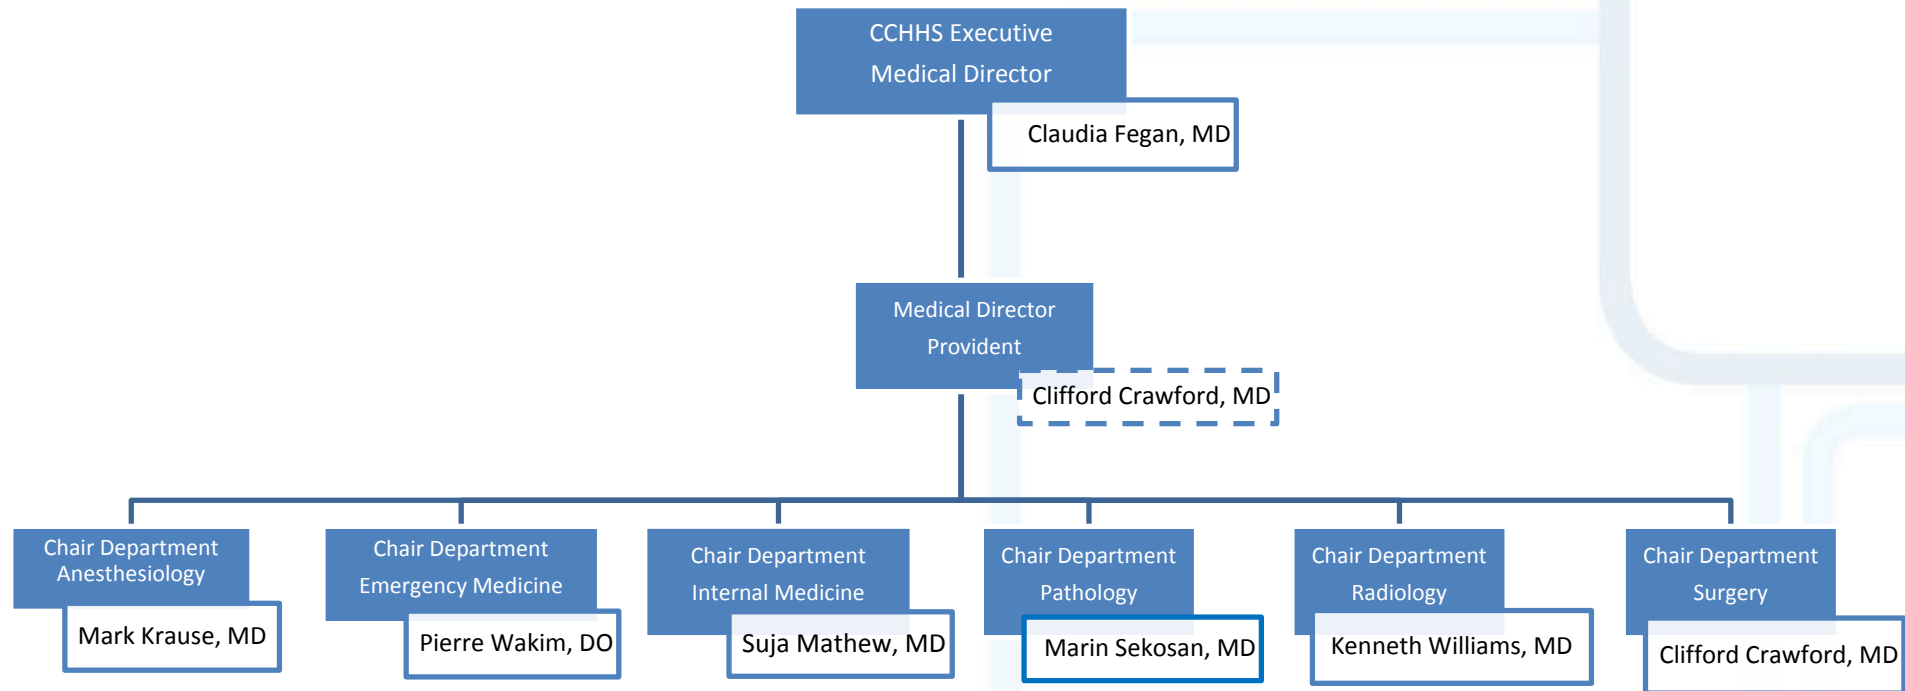 CCHHS Executive
Medical Director
Claudia Fegan, MD
Medical Director
Provident
Clifford Crawford, MD
Chair Department
Anesthesiology
Mark Krause, MD
Chair Department
Emergency Medicine
Pierre Wakim, DO
Chair Department
Internal Medicine
Suja Mathew, MD
Chair Department
Pathology
Marin Sekosan, MD
Chair Department
Radiology
Kenneth Williams, MD
Chair Department
Surgery
Clifford Crawford, MD